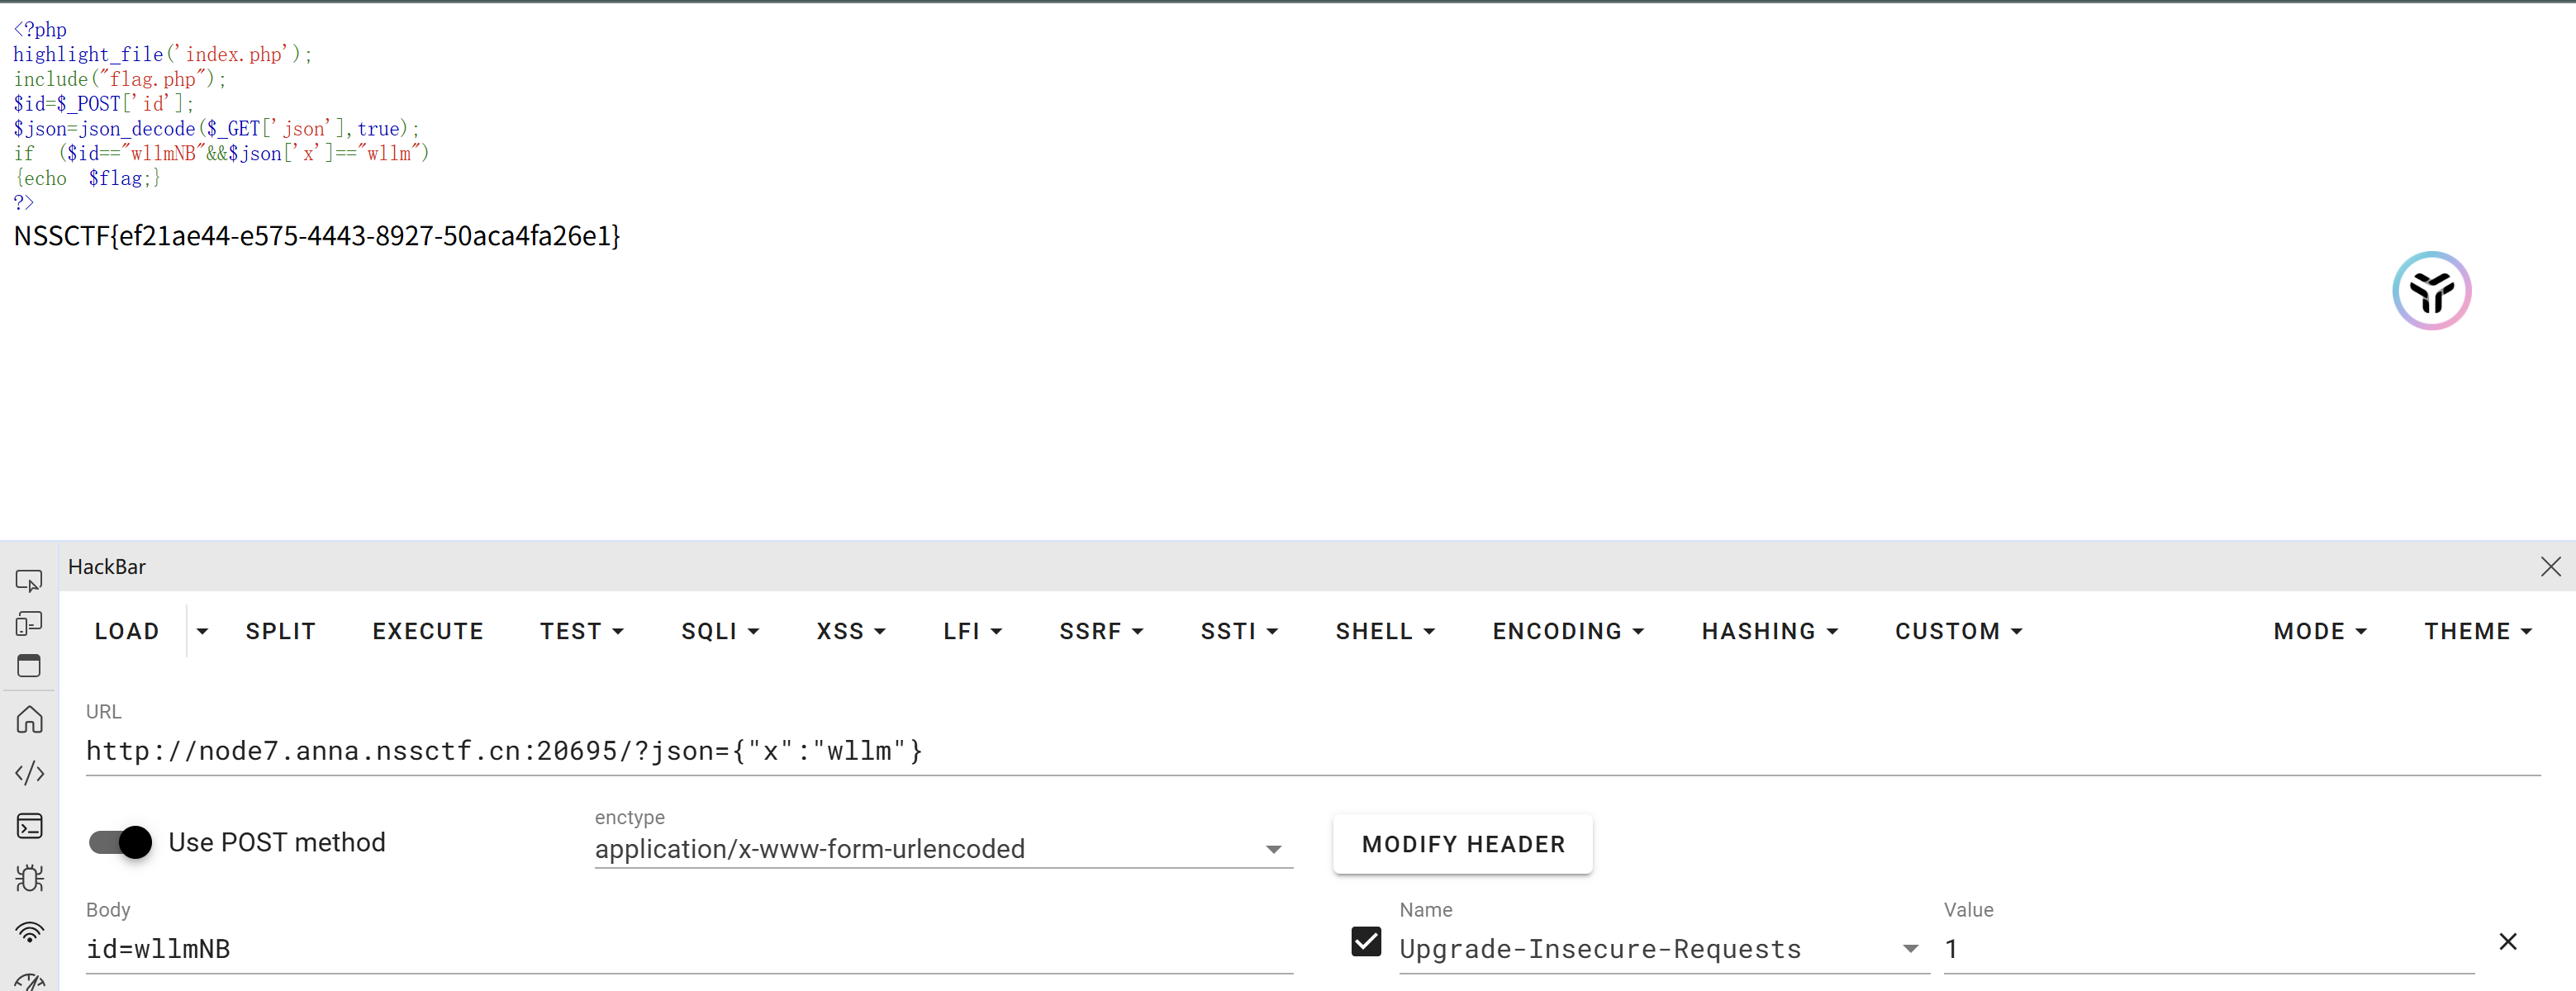 <?php
highlight_file('index.php');
include("flag.php");
$id=$_POST['id'];
$json=json_decode($_GET['json'],true);
if  ($id=="wllmNB"&&$json['x']=="wllm")
{echo  $flag;}
?>
NSSCTF{ef21ae44-e575-4443-8927-50aca4fa26e1}
HackBar
LOAD SPLIT EXECUTE TEST SQLI XSS LFI SSRF SSTI SHELL ENCODING HASHING CUSTOM MODE THEME
URL
http://node7.anna.nssctf.cn:20695/?json={"x":"wllm"}
Use POST method
enctype
application/x-www-form-urlencoded
MODIFY HEADER
Body
id=wllmNB
Name
Upgrade-Insecure-Requests
Value
1